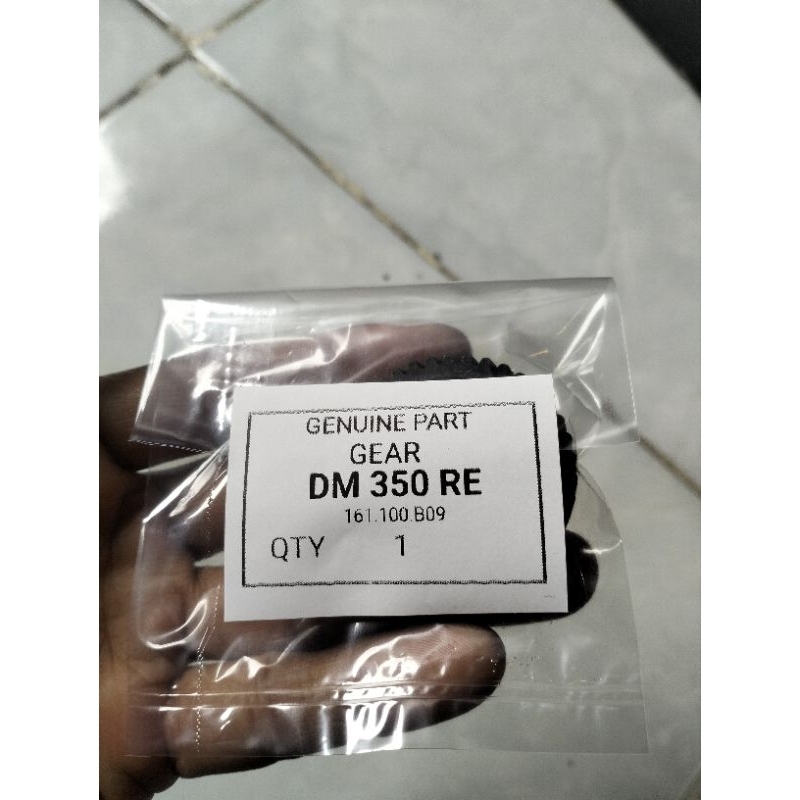 GENUINE PART
GEAR
DM 350 RE
161.100.B09
QTY 1